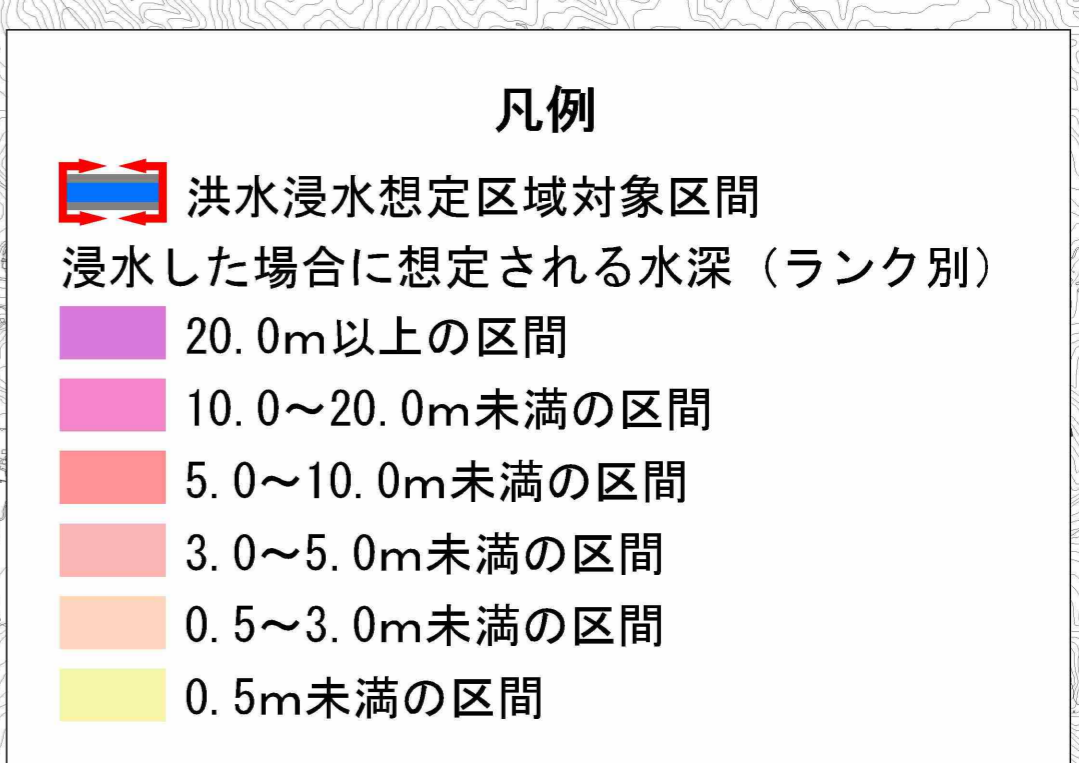 凡例
洪水浸水想定区域対象区間
浸水した場合に想定される水深（ランク別）
20.0m以上の区間
10.0～20.0m未満の区間
5.0～10.0m未満の区間
3.0～5.0m未満の区間
0.5～3.0m未満の区間
0.5m未満の区間